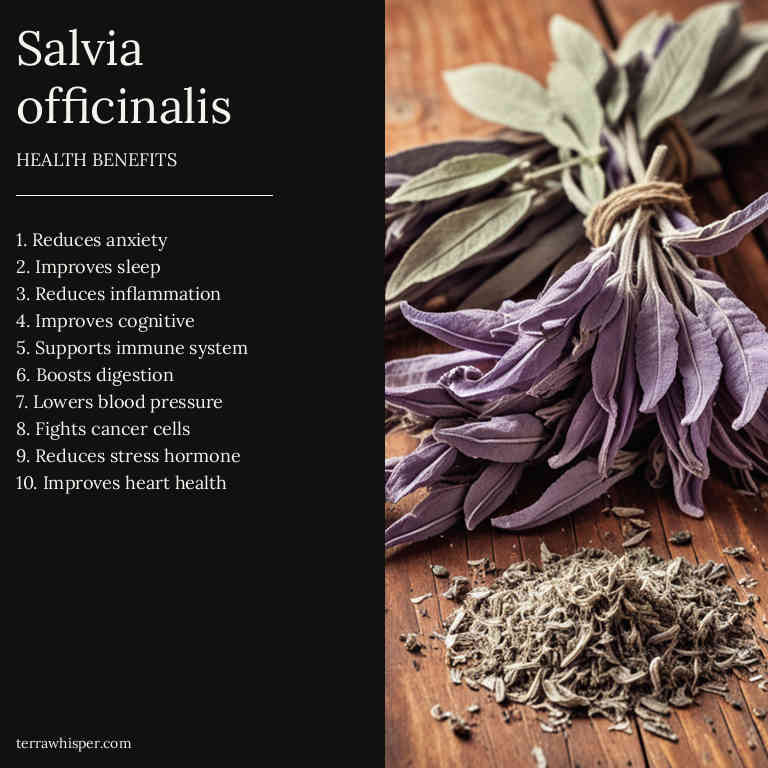 Salvia
officinalis
HEALTH BENEFITS
1. Reduces anxiety
2. Improves sleep
3. Reduces inflammation
4. Improves cognitive
5. Supports immune system
6. Boosts digestion
7. Lowers blood pressure
8. Fights cancer cells
9. Reduces stress hormone
10. Improves heart health
terrawhisper.com